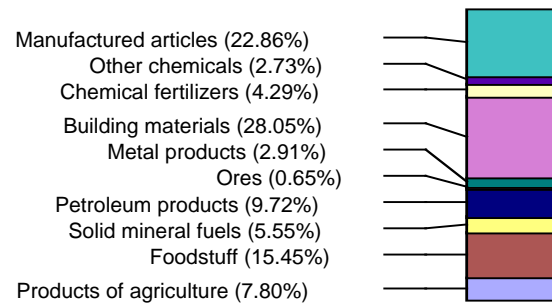 Manufactured articles (22.86%)
Other chemicals (2.73%)
Chemical fertilizers (4.29%)
Building materials (28.05%)
Metal products (2.91%)
Ores (0.65%)
Petroleum products (9.72%)
Solid mineral fuels (5.55%)
Foodstuff (15.45%)
Products of agriculture (7.80%)